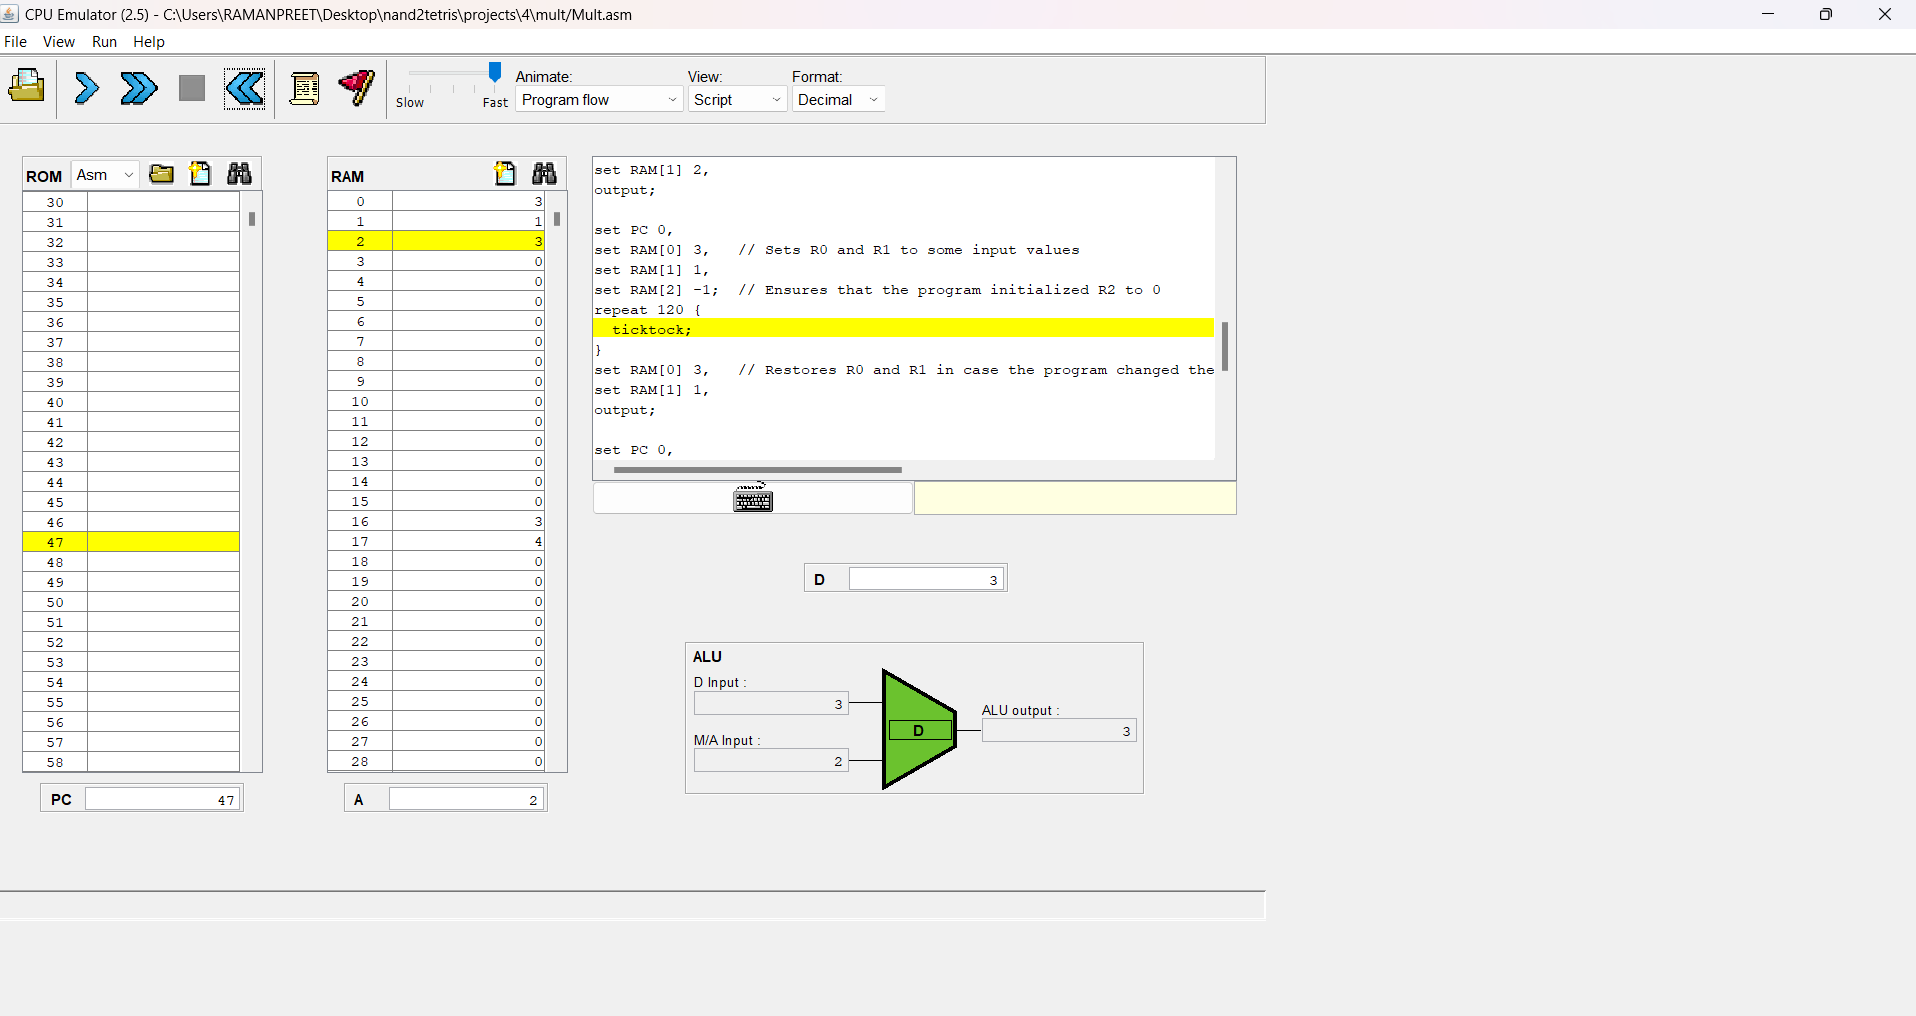 CPU Emulator (2.5) - C:\Users\RAMANPREET\Desktop\nand2tetris\projects\4\mult/Mult.asm
File View Run Help
Slow Fast
Animate:
Program flow
View:
Script
Format:
Decimal
ROM Asm
30
31
32
33
34
35
36
37
38
39
40
41
42
43
44
45
46
47
48
49
50
51
52
53
54
55
56
57
58
PC 47
RAM
0 3
1 1
2 3
3 0
4 0
5 0
6 0
7 0
8 0
9 0
10 0
11 0
12 0
13 0
14 0
15 0
16 3
17 4
18 0
19 0
20 0
21 0
22 0
23 0
24 0
25 0
26 0
27 0
28 0
A 2
set RAM[1] 2,
output;
set PC 0,
set RAM[0] 3,   // Sets R0 and R1 to some input values
set RAM[1] 1,
set RAM[2] -1;  // Ensures that the program initialized R2 to 0
repeat 120 {
  ticktock;
}
set RAM[0] 3,   // Restores R0 and R1 in case the program changed the
set RAM[1] 1,
output;
set PC 0,
D 3
ALU
D Input :
3
M/A Input :
2
D
ALU output :
3